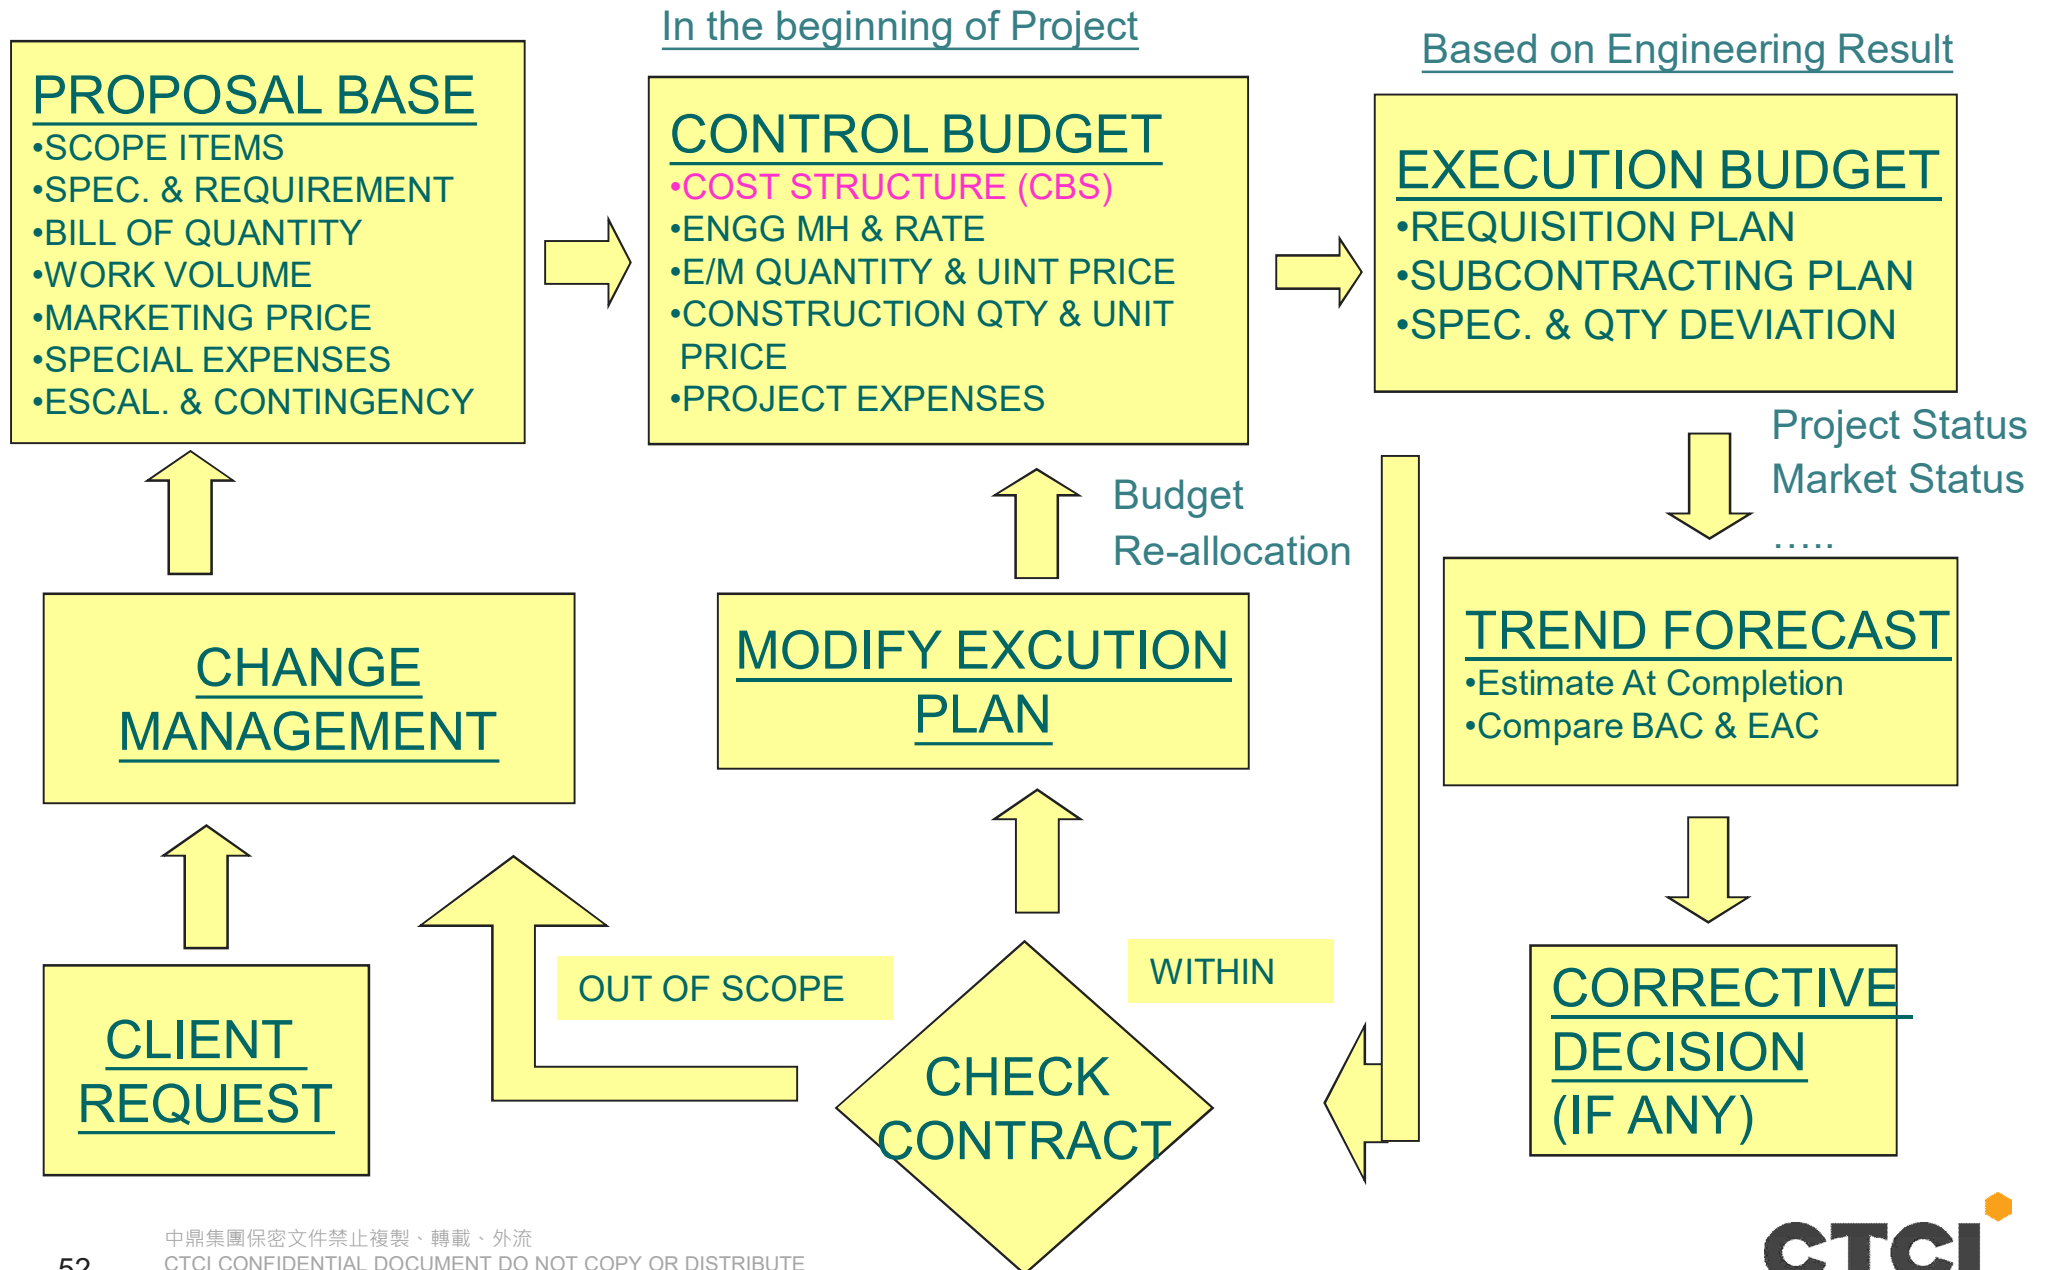 In the beginning of Project
Based on Engineering Result
PROPOSAL BASE
•SCOPE ITEMS
•SPEC. & REQUIREMENT
•BILL OF QUANTITY
•WORK VOLUME
•MARKETING PRICE
•SPECIAL EXPENSES
•ESCAL. & CONTINGENCY
CONTROL BUDGET
•COST STRUCTURE (CBS)
•ENGG MH & RATE
•E/M QUANTITY & UINT PRICE
•CONSTRUCTION QTY & UNIT
PRICE
•PROJECT EXPENSES
EXECUTION BUDGET
•REQUISITION PLAN
•SUBCONTRACTING PLAN
•SPEC. & QTY DEVIATION
Project Status
Market Status
.....
Budget
Re-allocation
CHANGE
MANAGEMENT
MODIFY EXCUTION
PLAN
TREND FORECAST
•Estimate At Completion
•Compare BAC & EAC
CLIENT
REQUEST
OUT OF SCOPE
WITHIN
CHECK
CONTRACT
CORRECTIVE
DECISION
(IF ANY)
中鼎集團保密文件禁止複製、轉載、外流
52
CTCI CONFIDENTIAL DOCUMENT DO NOT COPY OR DISTRIBUTE
CTCI